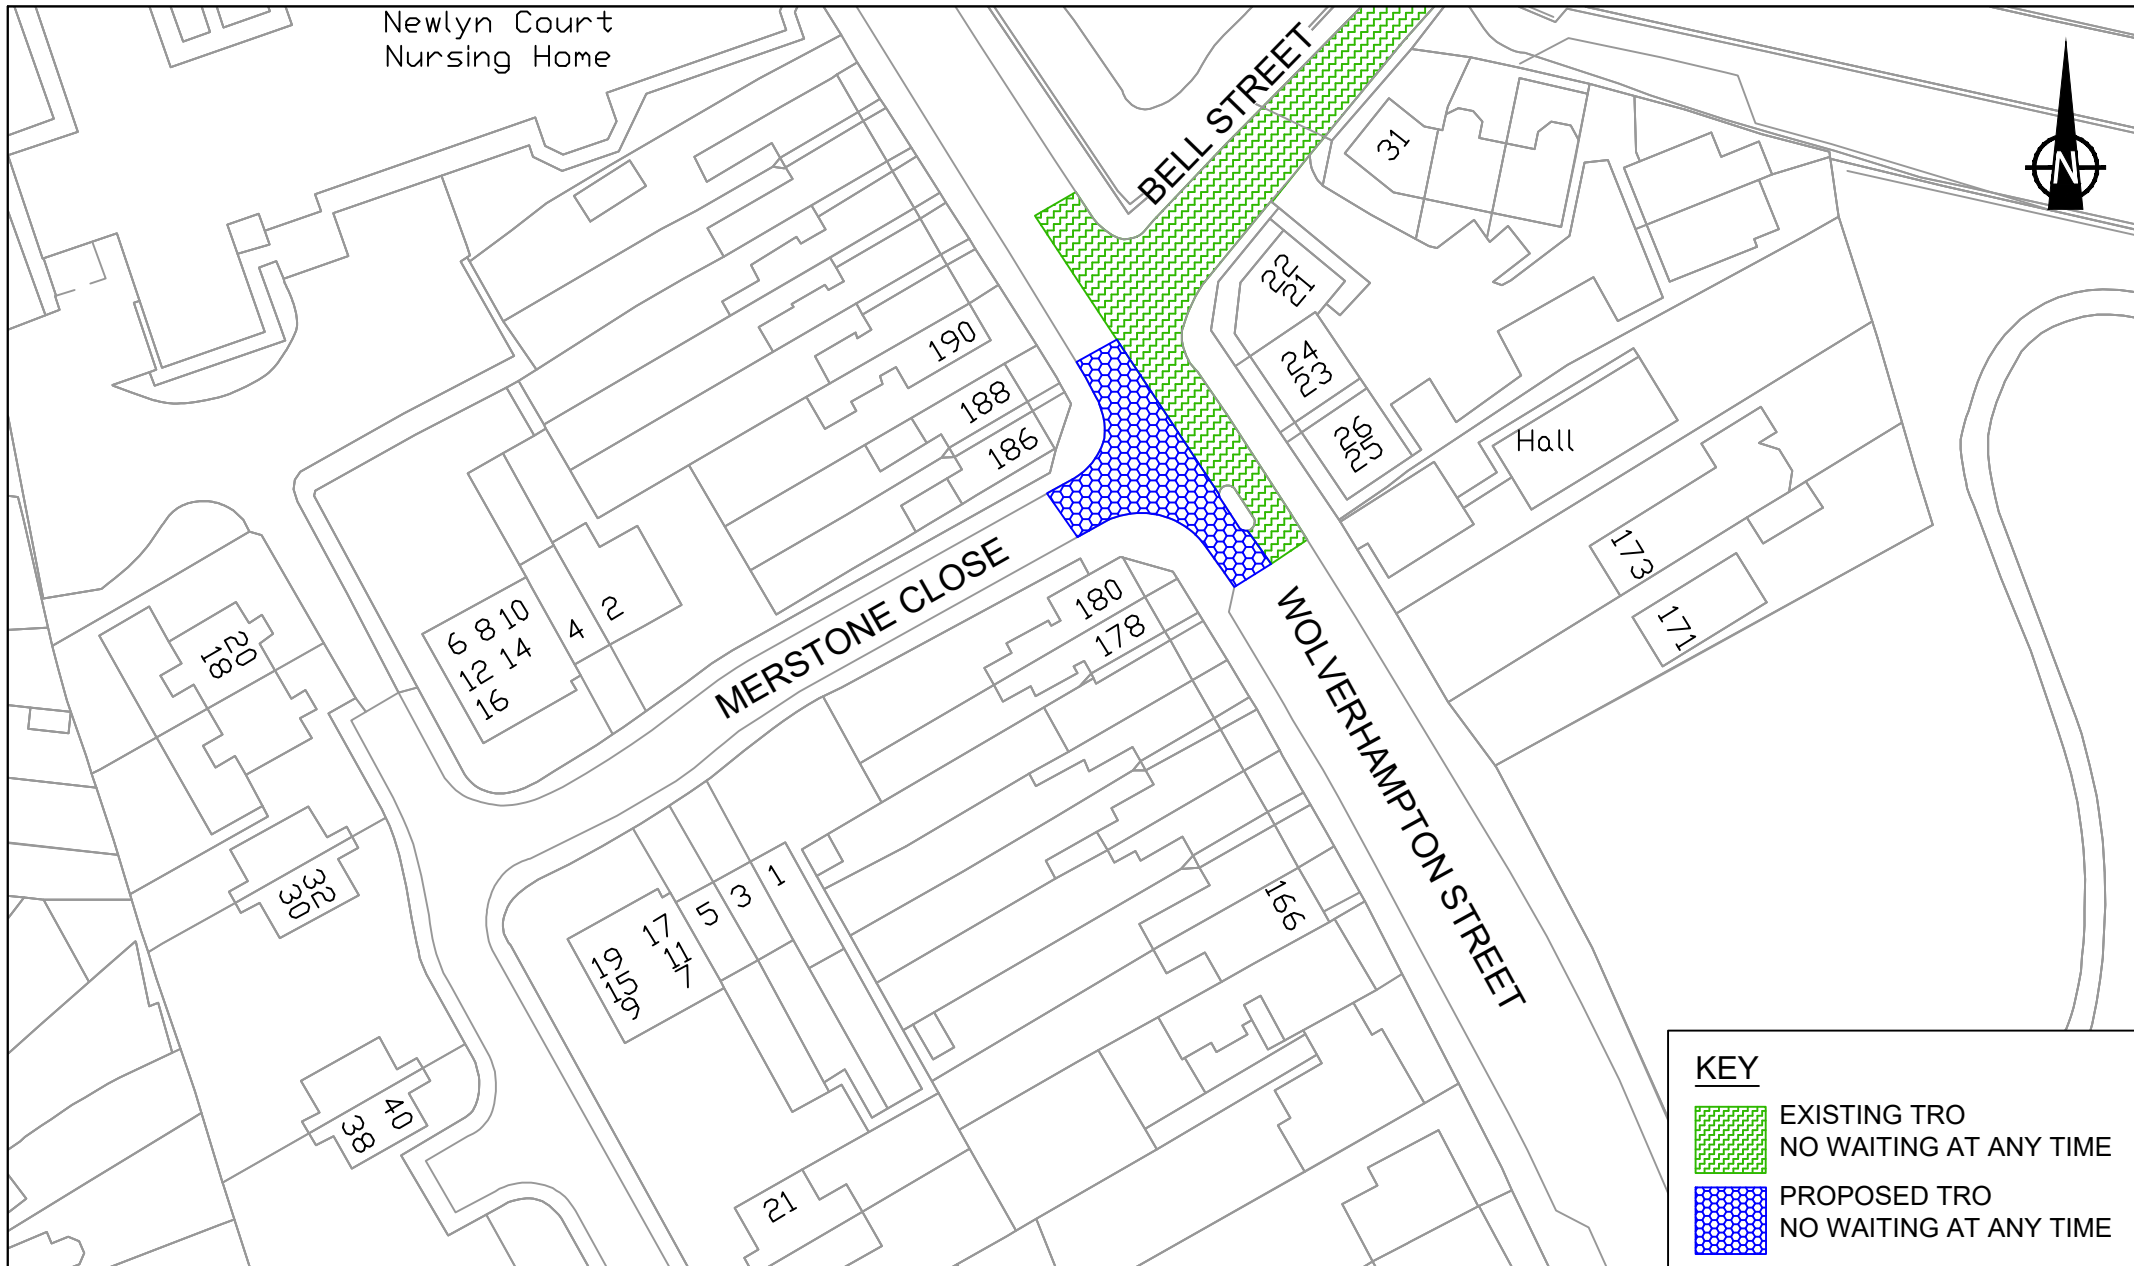 Newlyn Court
Nursing Home
BELL STREET
N
31
22
21
24
23
26
25
Hall
190
188
186
173
171
MERSTONE CLOSE
WOLVERHAMPTON STREET
180
178
2
4
6 8 10
12 14
16
20
18
32
30
1
3
5
17
11
7
19
15
9
166
40
38
21
KEY
EXISTING TRO
NO WAITING AT ANY TIME
PROPOSED TRO
NO WAITING AT ANY TIME